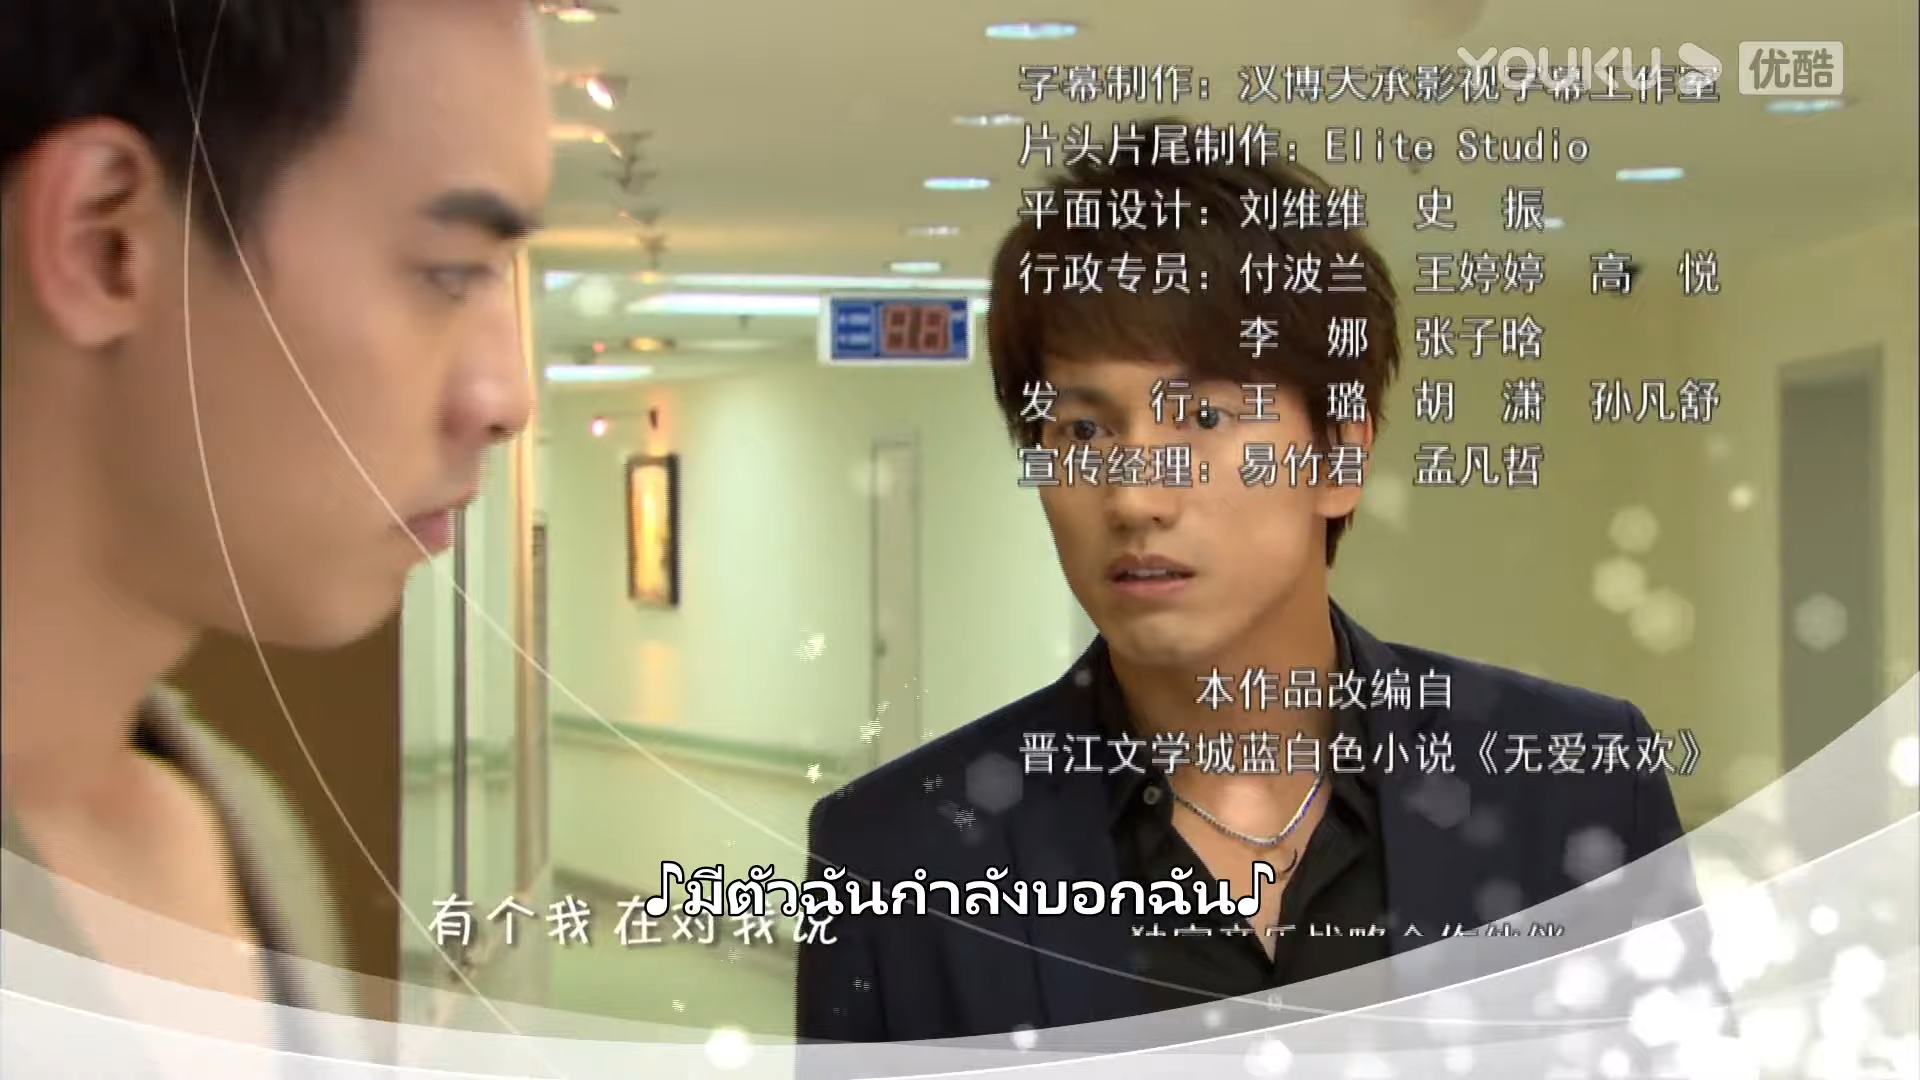 YOUKU 优酷
字幕制作：汉博天承影视字幕工作室
片头片尾制作：Elite Studio
平面设计：刘维维 史 振
行政专员：付波兰 王婷婷 高 悦
李 娜 张子晗
发 行：王 璐 胡 潇 孙凡舒
宣传经理：易竹君 孟凡哲
本作品改编自
晋江文学城蓝白色小说《无爱承欢》
♪มีตัวฉันกำลังบอกฉัน♪
有个我在对我说